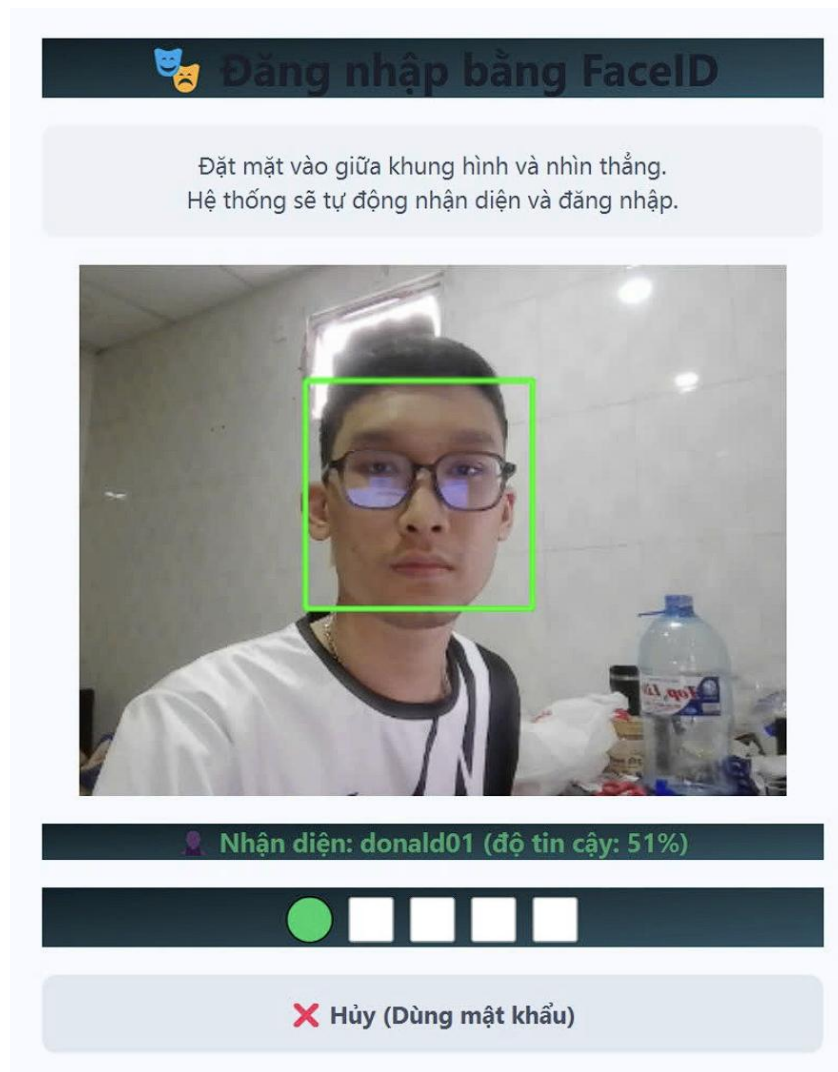 Đăng nhập bằng FaceID
Đặt mặt vào giữa khung hình và nhìn thẳng.
Hệ thống sẽ tự động nhận diện và đăng nhập.
Nhận diện: donald01 (độ tin cậy: 51%)
Hủy (Dùng mật khẩu)